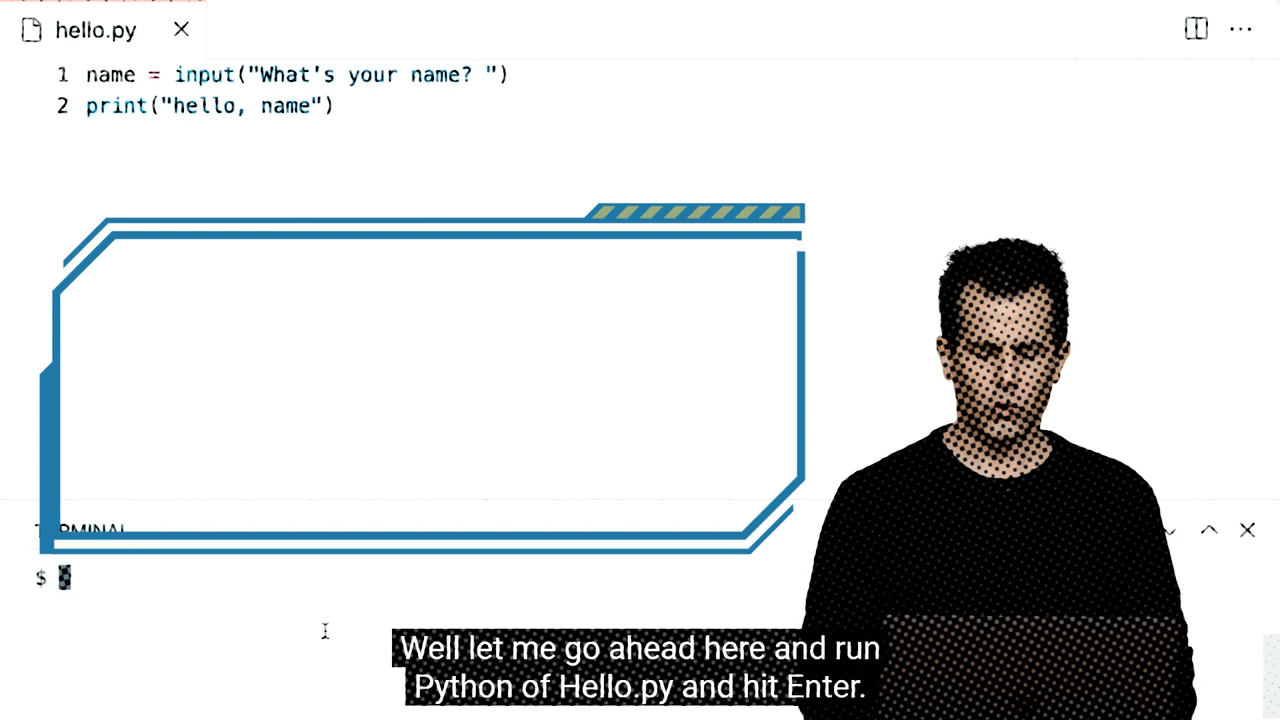 hello.py
1 name = input("What's your name? ")
2 print("hello, name")
TERMINAL
$
Well let me go ahead here and run
Python of Hello.py and hit Enter.